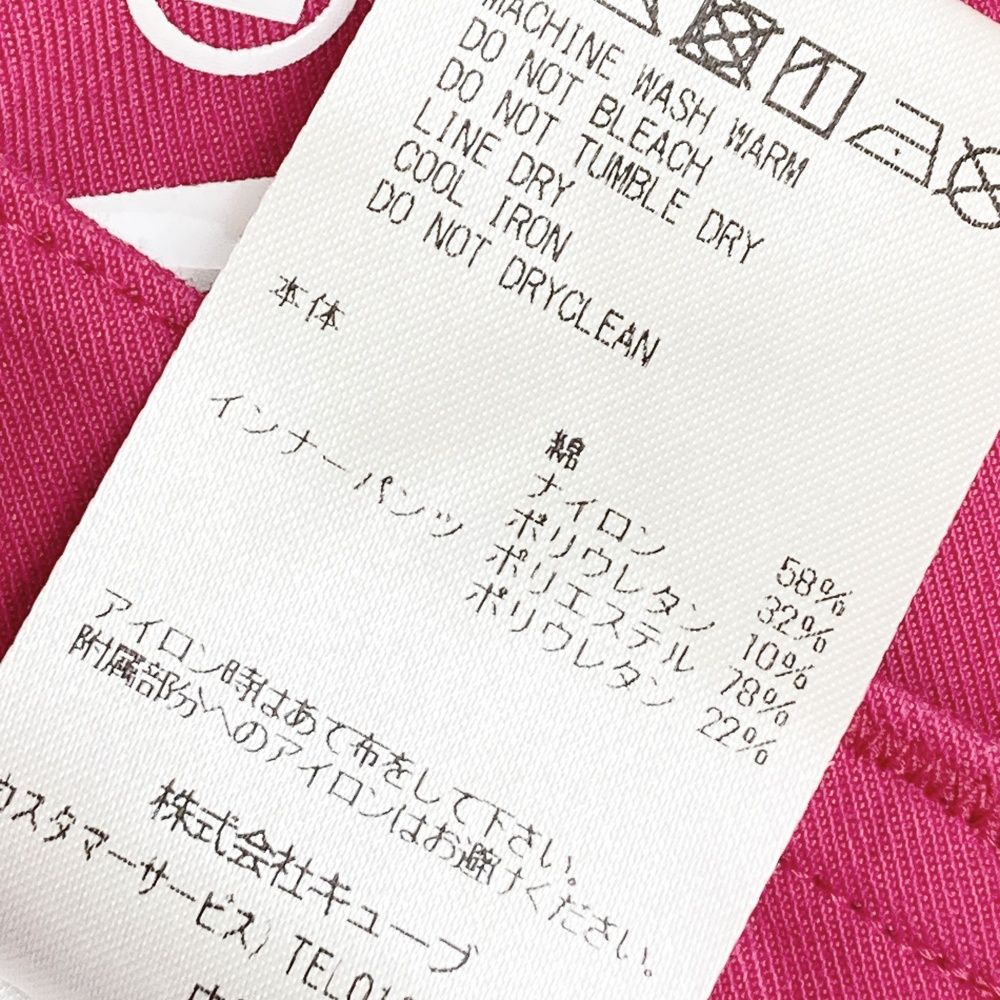 MACHINE WASH WARM
DO NOT BLEACH
DO NOT TUMBLE DRY
LINE DRY
COOL IRON
DO NOT DRYCLEAN
本体
綿 58%
ナイロン 32%
ポリウレタン 10%
インナーパンツ ポリエステル 78%
ポリウレタン 22%
アイロン時はあて布をして下さい。
附属部分へのアイロンはお避けください。
株式会社キューブ
カスタマーサービス) TEL01